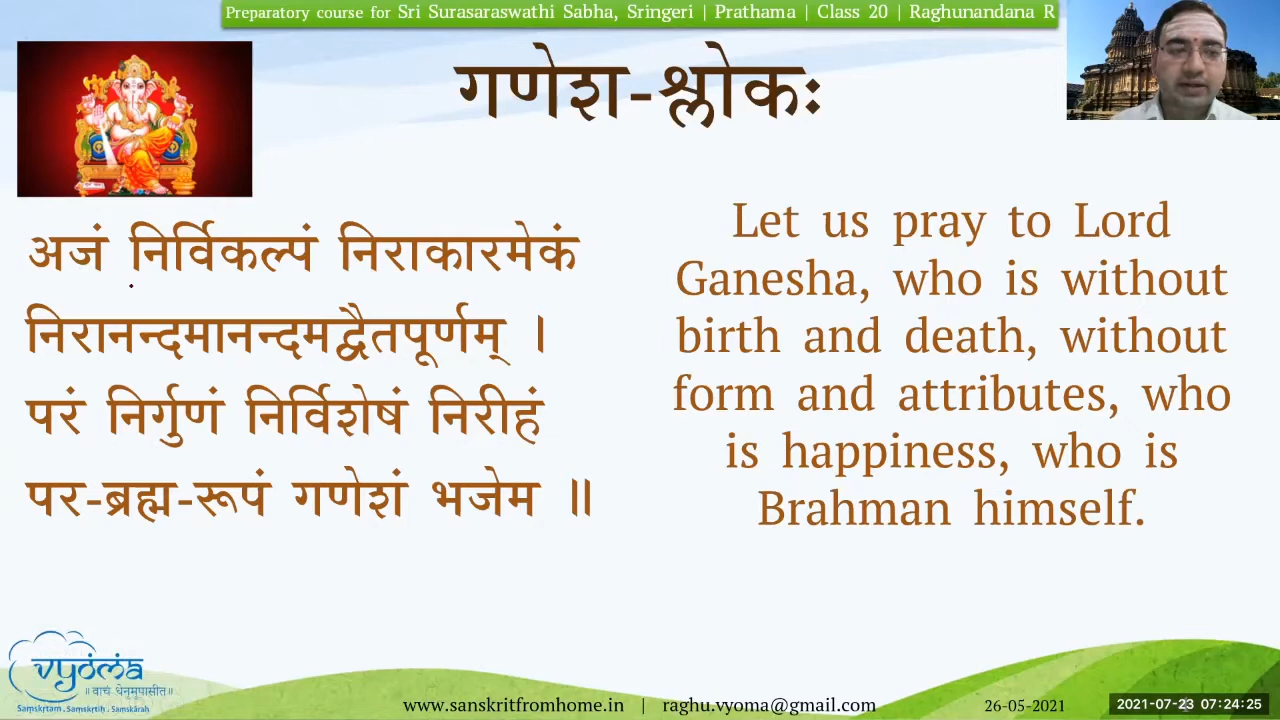 Preparatory course for Sri Surasaraswathi Sabha, Sringeri | Prathama | Class 20 | Raghunandana R
गणेश-श्लोकः
अजं निर्विकल्पं निराकारमेकं
निरानन्दमानन्दमद्वैतपूर्णम् ।
परं निर्गुणं निर्विशेषं निरीहं
पर-ब्रह्म-रूपं गणेशं भजेम ॥
Let us pray to Lord
Ganesha, who is without
birth and death, without
form and attributes, who
is happiness, who is
Brahman himself.
vyoma
॥ वाचं धेनुमुपासीत॥
Saṃskṛtam . Saṃskṛtiḥ . Saṃskāraḥ
www.sanskritfromhome.in | raghu.vyoma@gmail.com
26-05-2021
2021-07-23 07:24:25